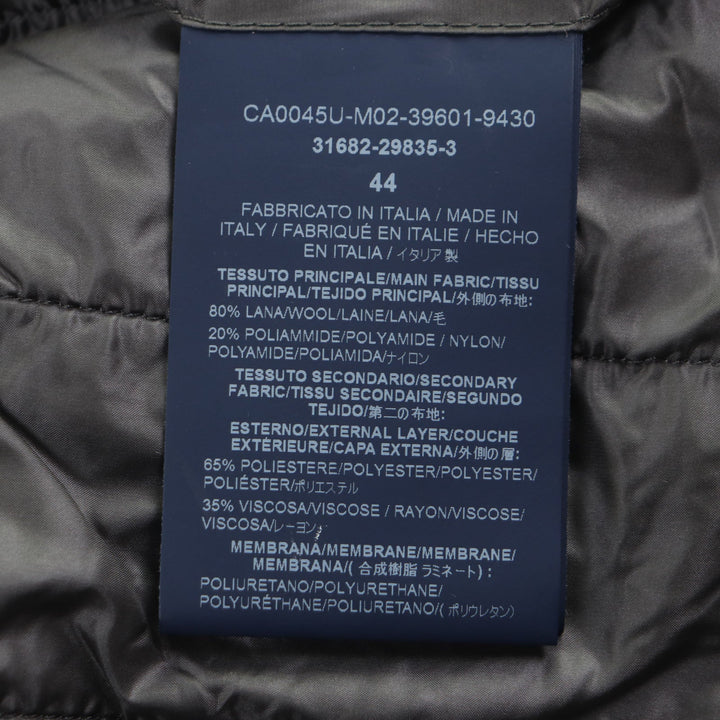 CA0045U-M02-39601-9430
31682-29835-3
44
FABBRICATO IN ITALIA / MADE IN
ITALY / FABRIQUÉ EN ITALIE / HECHO
EN ITALIA / イタリア製
TESSUTO PRINCIPALE/MAIN FABRIC/TISSU
PRINCIPAL/TEJIDO PRINCIPAL/外側の布地:
80% LANA/WOOL/LAINE/LANA/毛
20% POLIAMMIDE/POLYAMIDE / NYLON/
POLYAMIDE/POLIAMIDA/ナイロン
TESSUTO SECONDARIO/SECONDARY
FABRIC/TISSU SECONDAIRE/SEGUNDO
TEJIDO/第二の布地:
ESTERNO/EXTERNAL LAYER/COUCHE
EXTÉRIEURE/CAPA EXTERNA/外側の層:
65% POLIESTERE/POLYESTER/POLYESTER/
POLIÉSTER/ポリエステル
35% VISCOSA/VISCOSE / RAYON/VISCOSE/
VISCOSA/レーヨン
MEMBRANA/MEMBRANE/MEMBRANE/
MEMBRANA/( 合成樹脂 ラミネート) :
POLIURETANO/POLYURETHANE/
POLYURÉTHANE/POLIURETANO/( ポリウレタン)